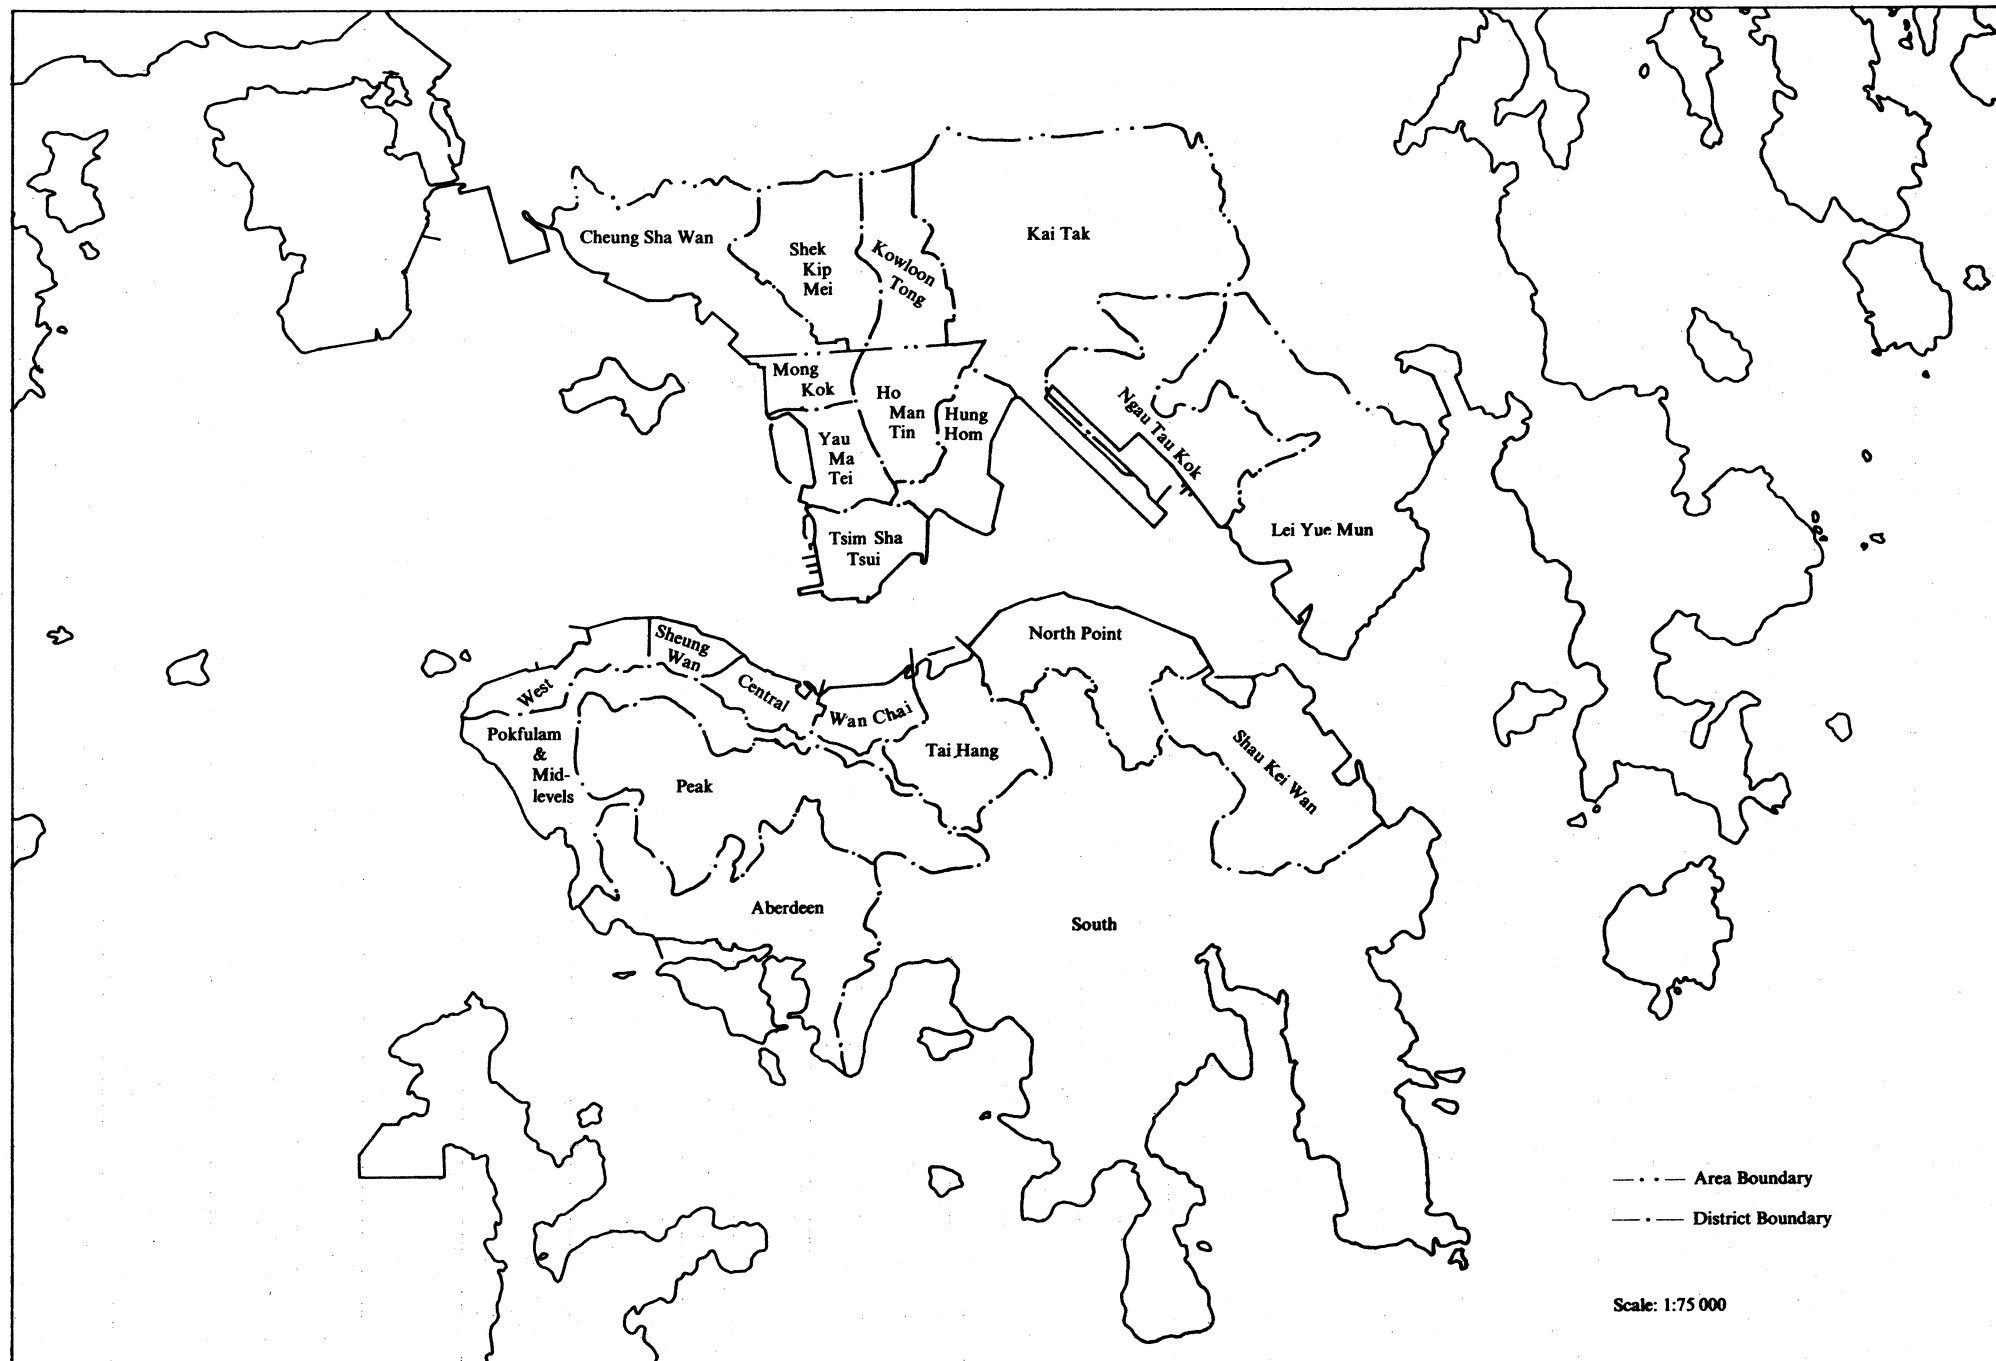 Cheung Sha Wan
Shek
Kip
Mei
Kowloon
Tong
Kai Tak
Mong
Kok
Ho
Man
Tin
Hung
Hom
Yau
Ma
Tei
Ngau Tau Kok
Tsim Sha
Tsui
Lei Yue Mun
Sheung
Wan
North Point
West
Central
Wan Chai
Pokfulam
&
Mid-
levels
Peak
Tai Hang
Shau Kei Wan
Aberdeen
South
Area Boundary
District Boundary
Scale: 1:75 000